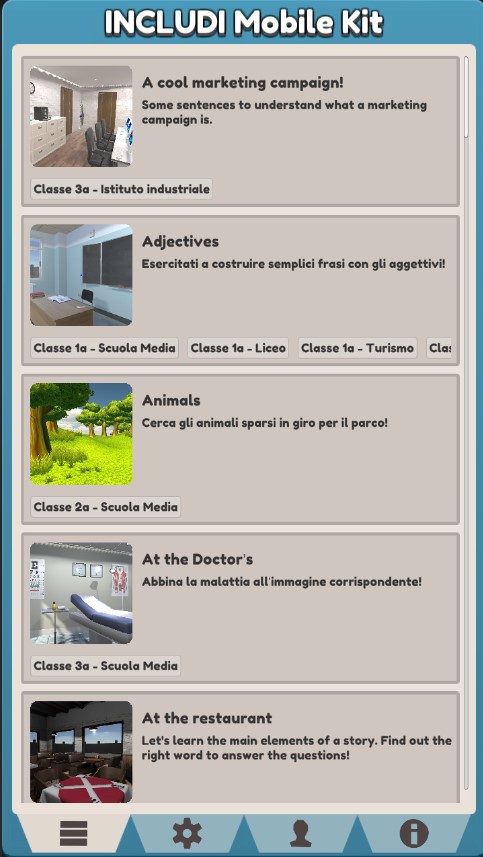 INCLUDI Mobile Kit
A cool marketing campaign!
Some sentences to understand what a marketing
campaign is.
Classe 3a - Istituto industriale
Adjectives
Esercitati a costruire semplici frasi con gli aggettivi!
Classe 1a - Scuola Media
Classe 1a - Liceo
Classe 1a - Turismo
Clas
Animals
Cerca gli animali sparsi in giro per il parco!
Classe 2a - Scuola Media
At the Doctor's
Abbina la malattia all'immagine corrispondente!
Classe 3a - Scuola Media
At the restaurant
Let's learn the main elements of a story. Find out the
right word to answer the questions!